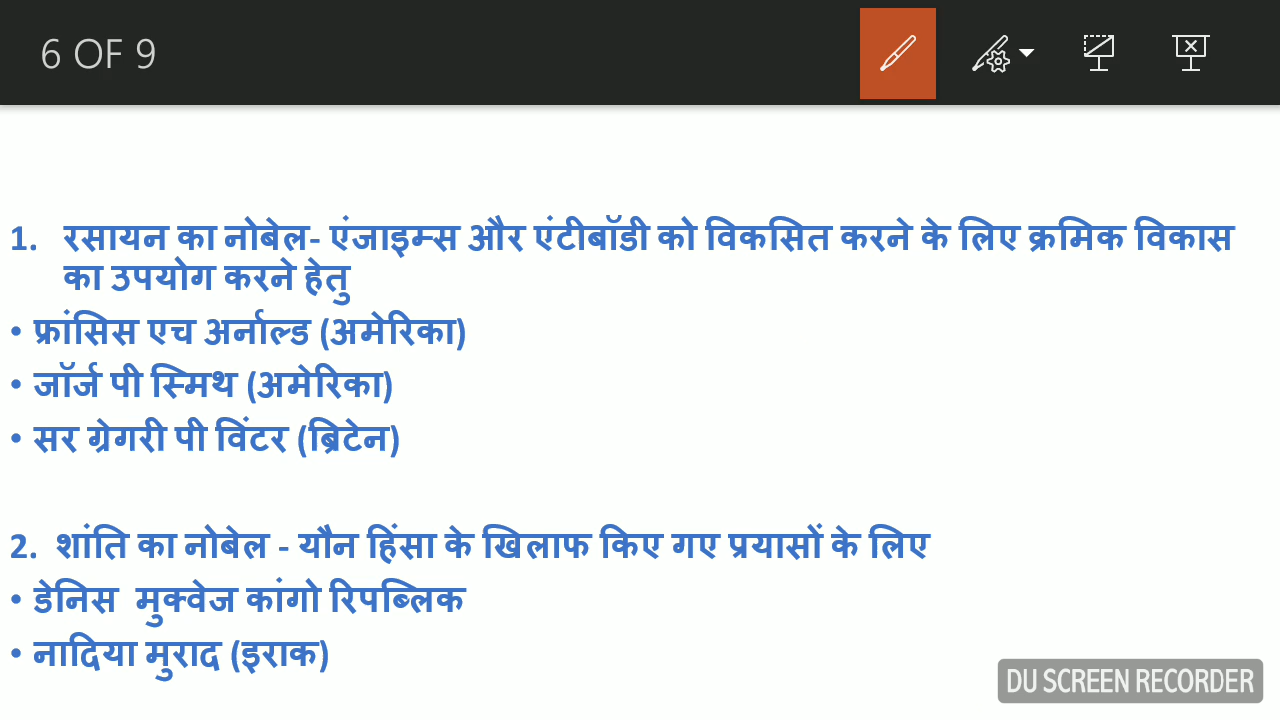 6 OF 9
1. रसायन का नोबेल- एंजाइम्स और एंटीबॉडी को विकसित करने के लिए क्रमिक विकास
का उपयोग करने हेतु
• फ्रांसिस एच अर्नाल्ड (अमेरिका)
• जॉर्ज पी स्मिथ (अमेरिका)
• सर ग्रेगरी पी विंटर (ब्रिटेन)
2. शांति का नोबेल - यौन हिंसा के खिलाफ किए गए प्रयासों के लिए
• डेनिस मुक्वेज कांगो रिपब्लिक
• नादिया मुराद (इराक)
DU SCREEN RECORDER